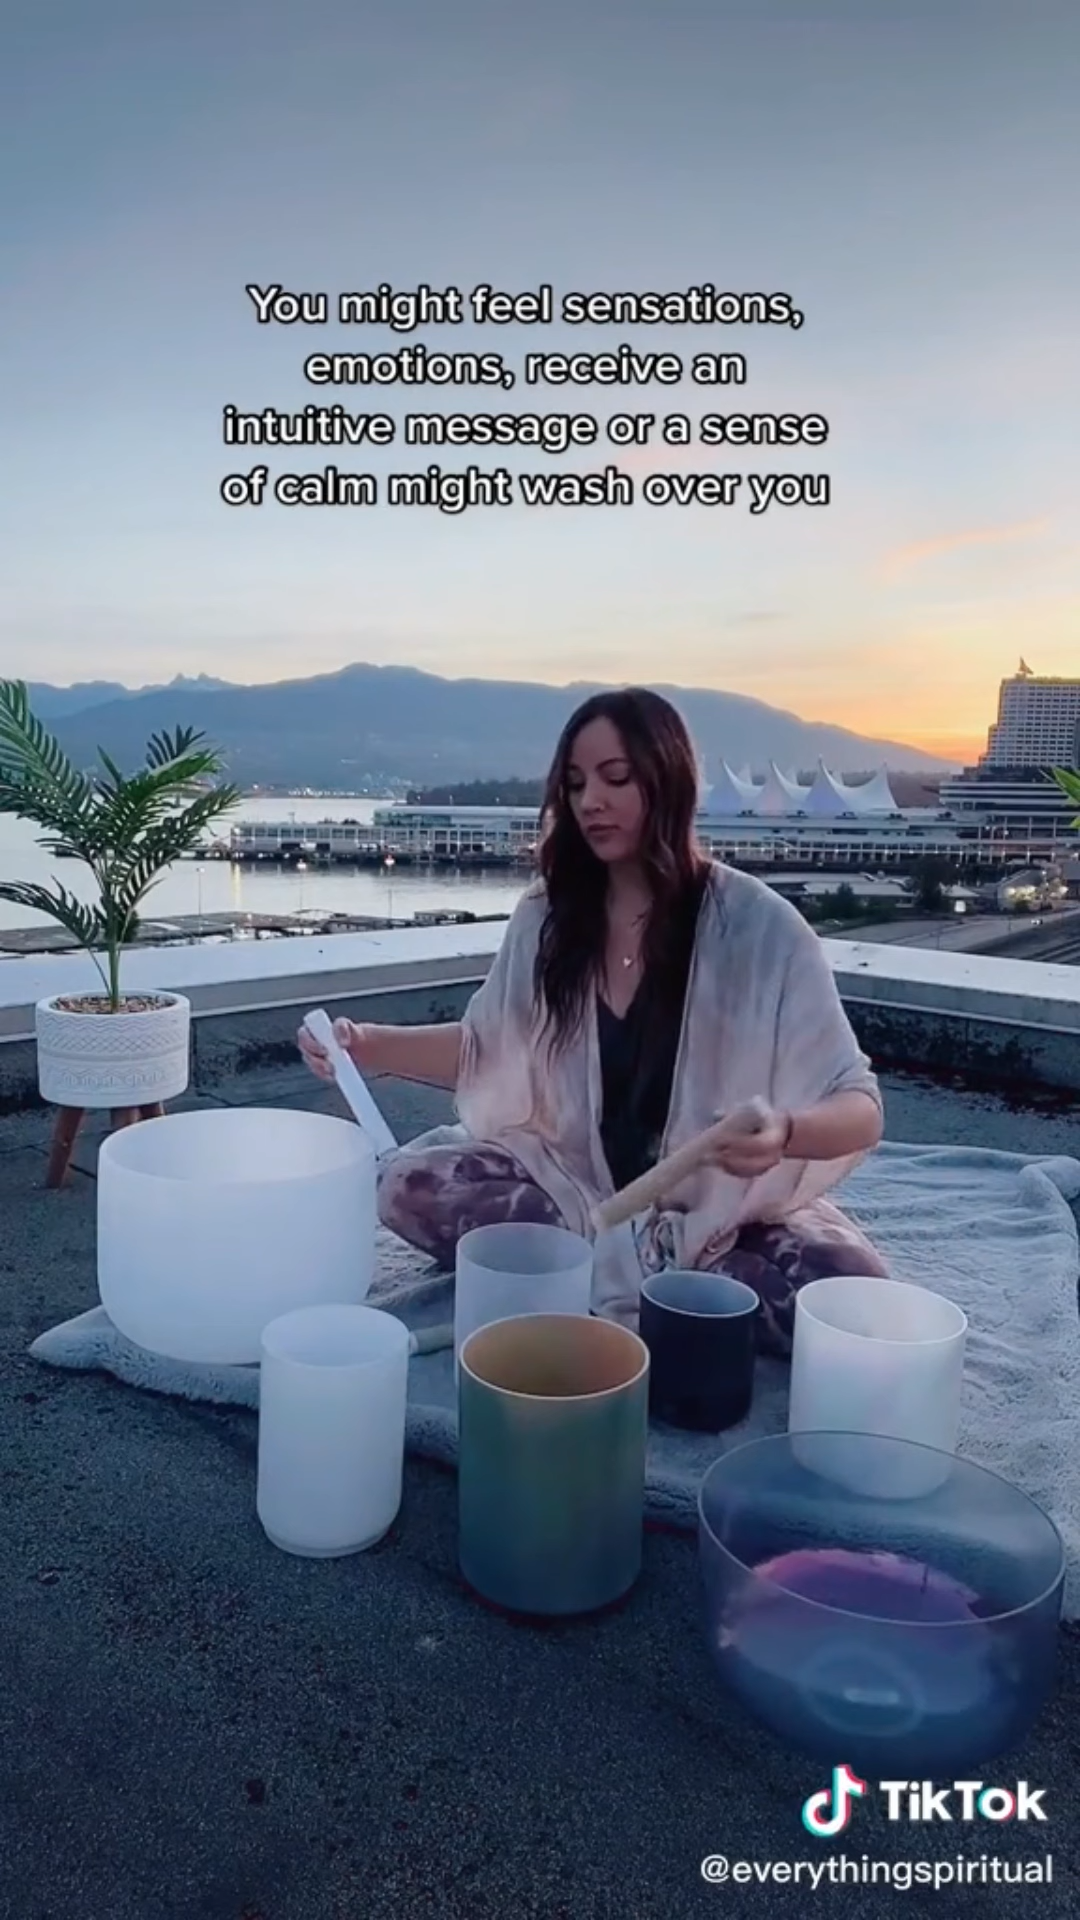 You might feel sensations,
emotions, receive an
intuitive message or a sense
of calm might wash over you
TikTok
@everythingspiritual